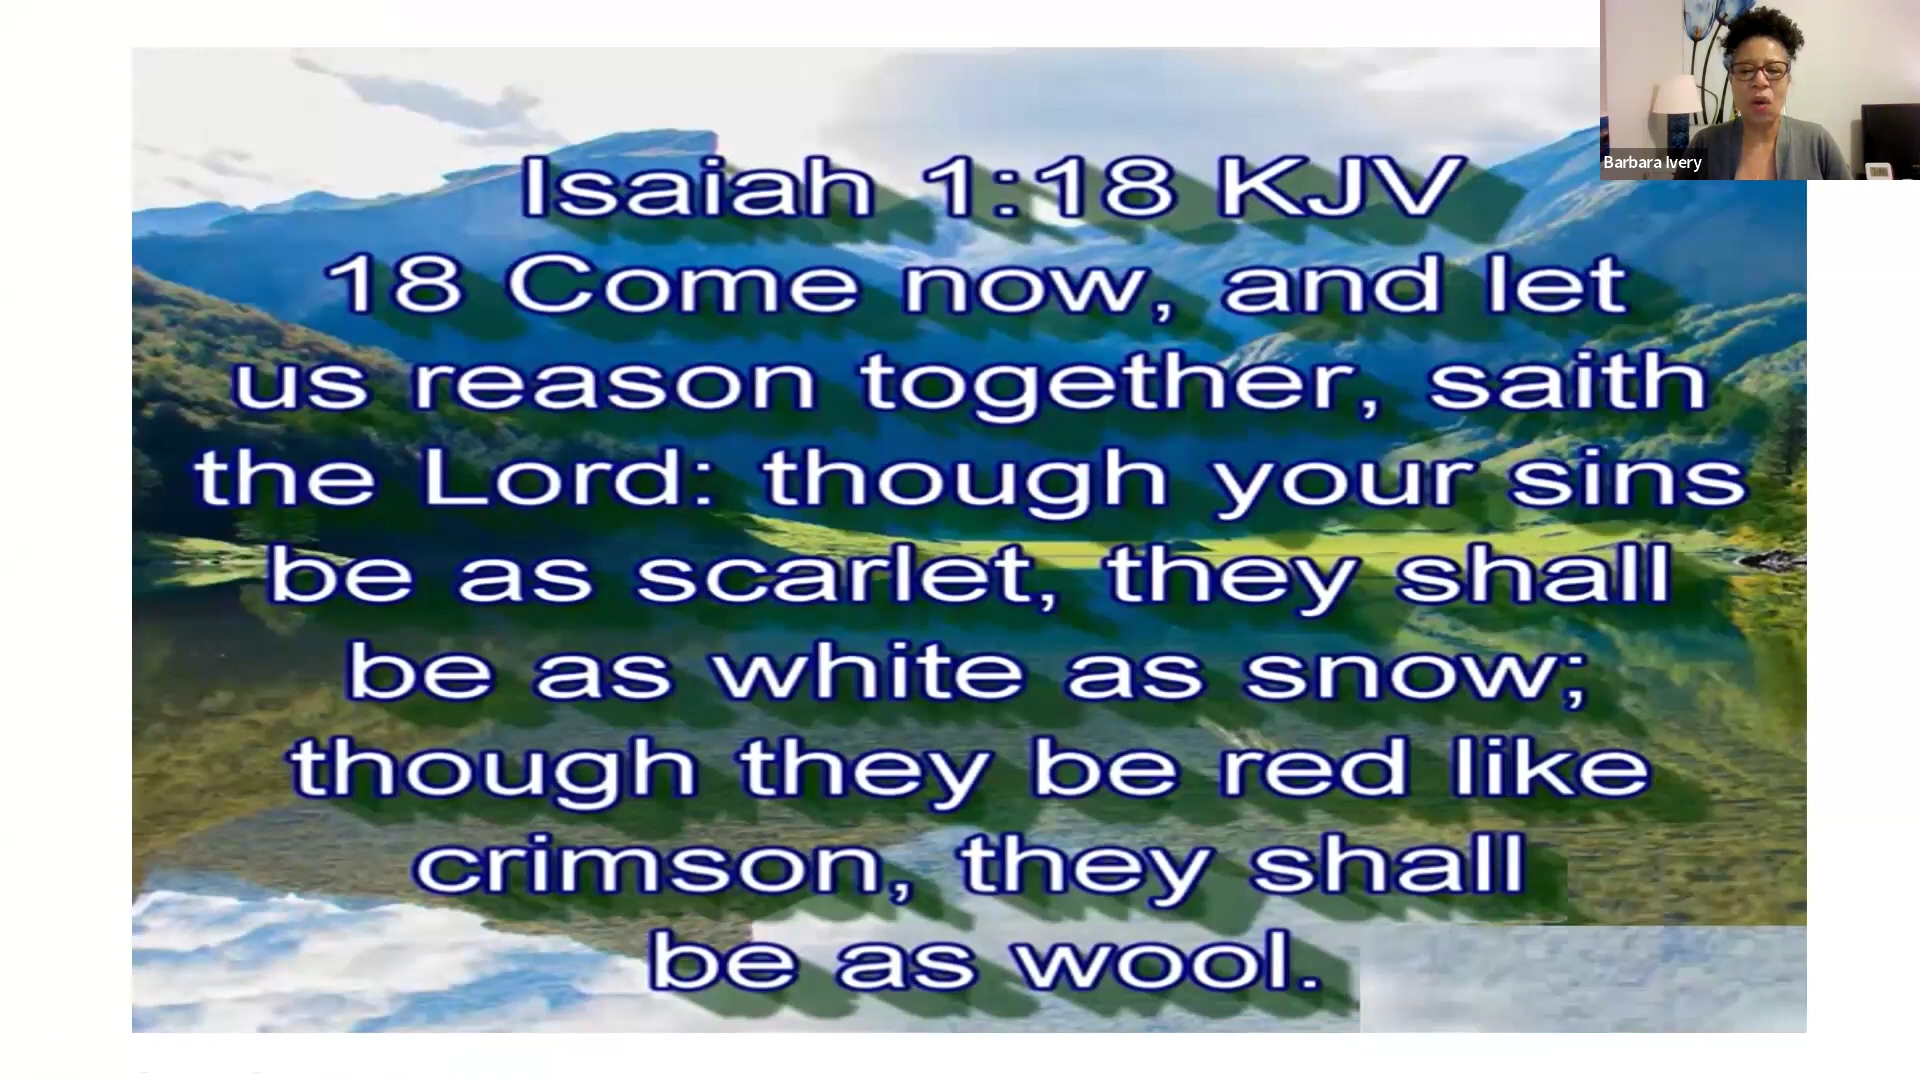 Isaiah 1:18 KJV
18 Come now, and let
us reason together, saith
the Lord: though your sins
be as scarlet, they shall
be as white as snow;
though they be red like
crimson, they shall
be as wool.
Barbara Ivery